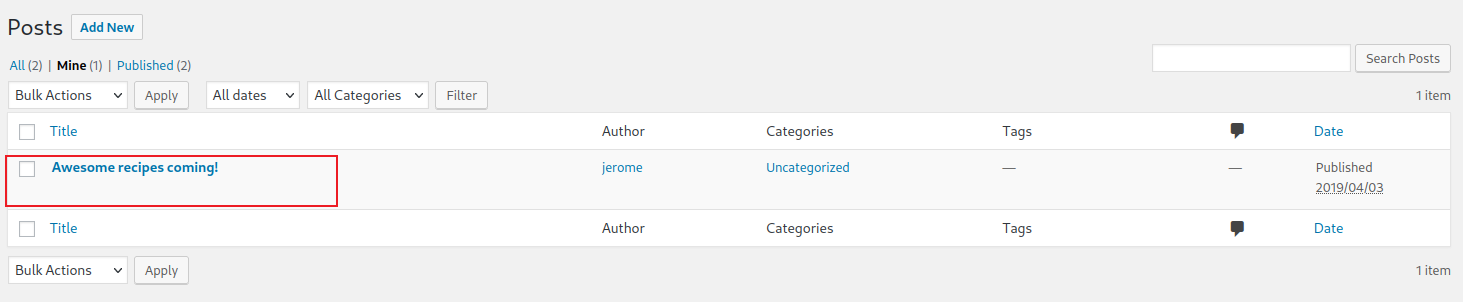 Posts Add New
All (2) | Mine (1) | Published (2)
Search Posts
Bulk Actions Apply All dates All Categories Filter 1 item
Title Author Categories Tags Date
Awesome recipes coming! jerome Uncategorized — — Published
2019/04/03
Title Author Categories Tags Date
Bulk Actions Apply 1 item